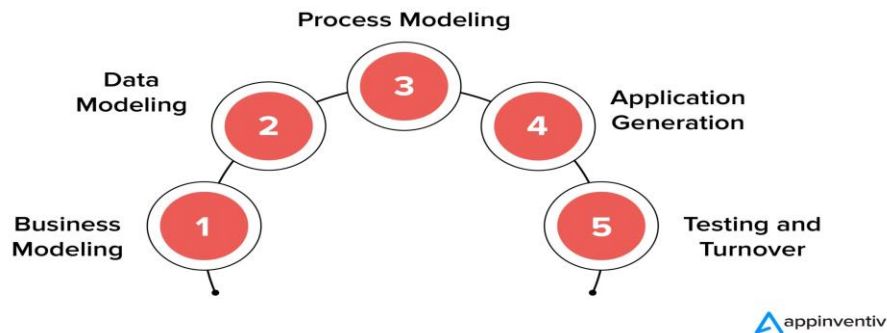 Process Modeling
3
Data
Modeling
2
4
Application
Generation
Business
Modeling
1
5
Testing and
Turnover
appinventiv